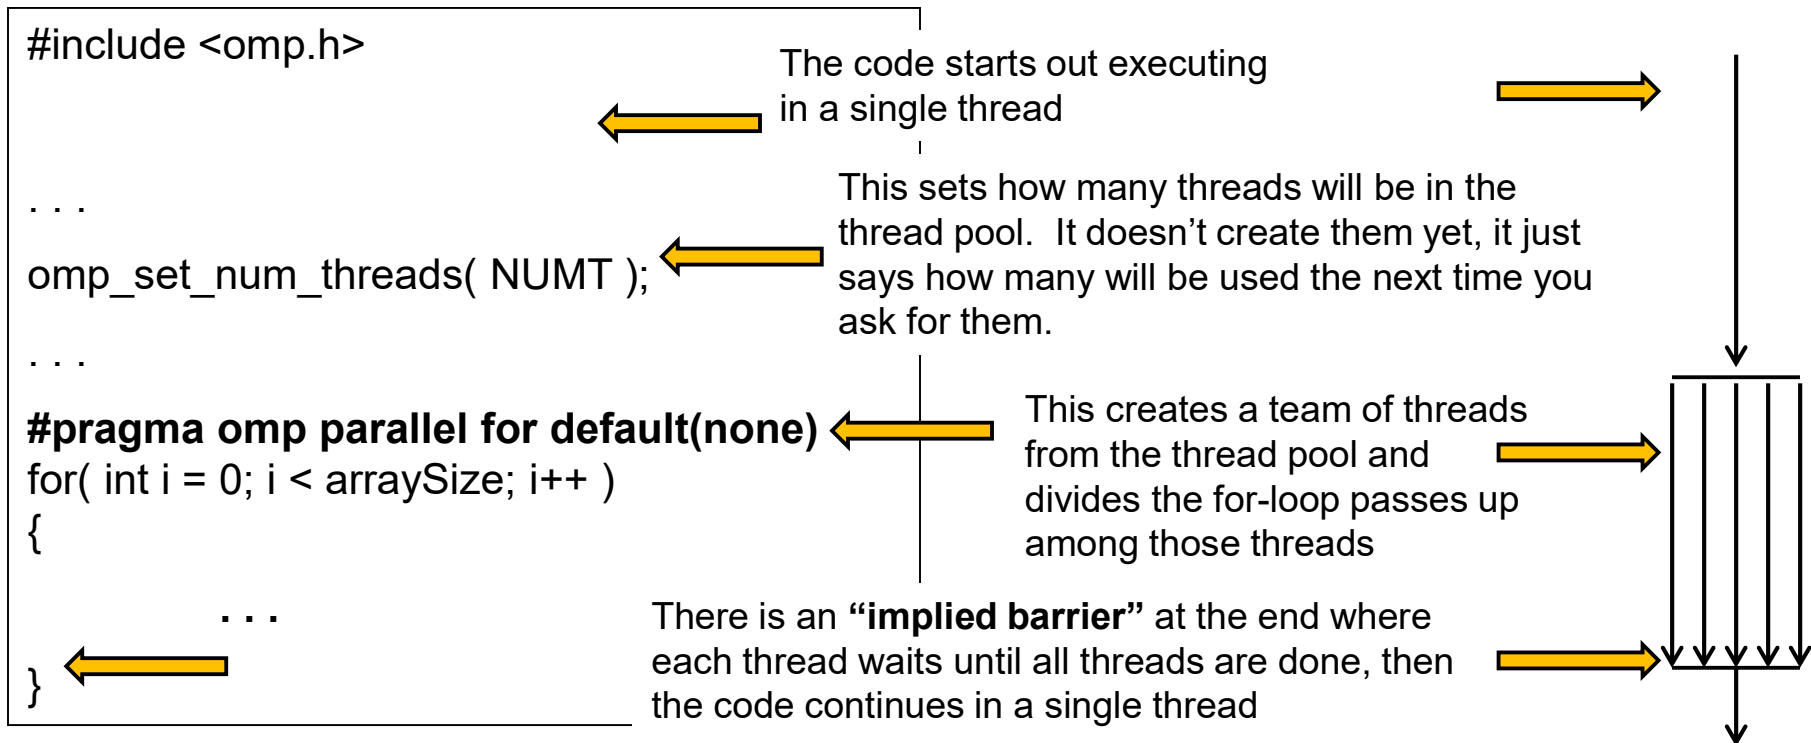 #include <omp.h>
The code starts out executing
in a single thread
. . .
This sets how many threads will be in the
thread pool.  It doesn’t create them yet, it just
says how many will be used the next time you
ask for them.
omp_set_num_threads( NUMT );
. . .
#pragma omp parallel for default(none)
for( int i = 0; i < arraySize; i++ )
{
This creates a team of threads
from the thread pool and
divides the for-loop passes up
among those threads
. . .
}
There is an “implied barrier” at the end where
each thread waits until all threads are done, then
the code continues in a single thread